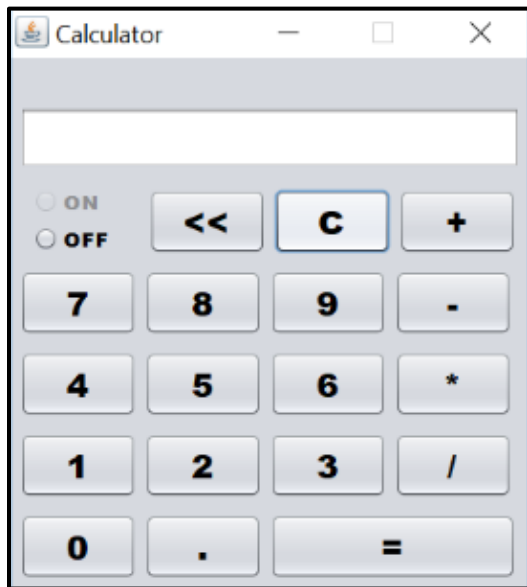 Calculator
ON
OFF
<< C +
7 8 9 -
4 5 6 *
1 2 3 /
0 . =